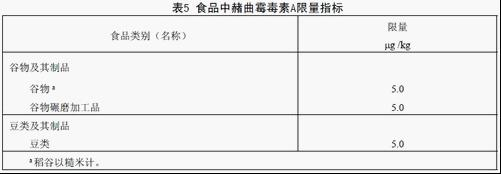 表5 食品中赭曲霉毒素A限量指标
食品类别（名称） 限量
μg /kg
谷物及其制品
谷物ᵃ 5.0
谷物碾磨加工品 5.0
豆类及其制品
豆类 5.0
ᵃ稻谷以糙米计。